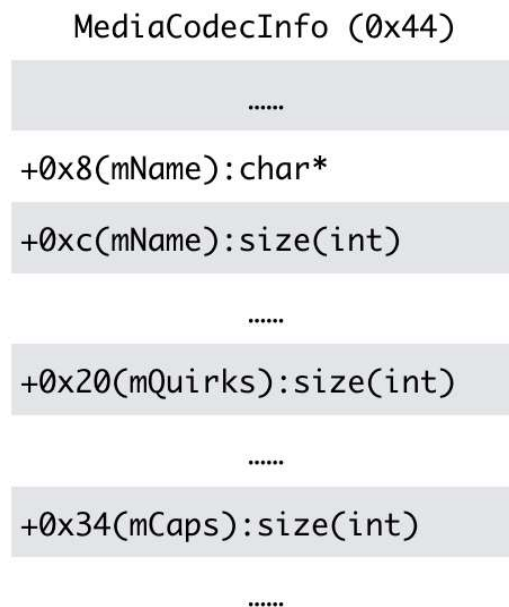 MediaCodecInfo (0x44)
......
+0x8(mName):char*
+0xc(mName):size(int)
......
+0x20(mQuirks):size(int)
......
+0x34(mCaps):size(int)
......